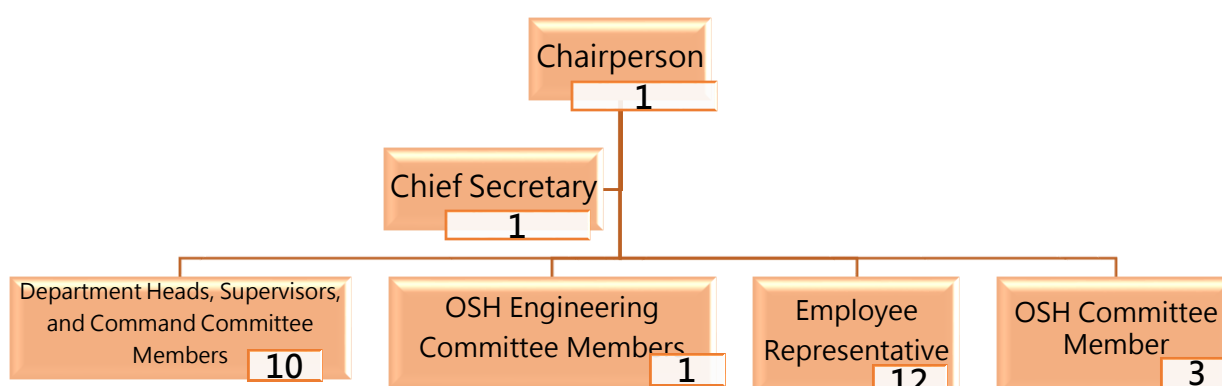 Chairperson
1
Chief Secretary
1
Department Heads, Supervisors,
and Command Committee
Members
10
OSH Engineering
Committee Members
1
Employee
Representative
12
OSH Committee
Member
3